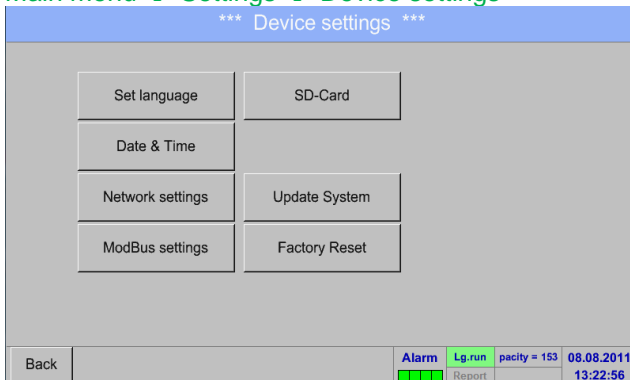 Main menu → Settings → Device settings
*** Device settings ***
Set language
SD-Card
Date & Time
Network settings
Update System
ModBus settings
Factory Reset
Back
Alarm
Lg.run
pacity = 153
08.08.2011
Report
13:22:56